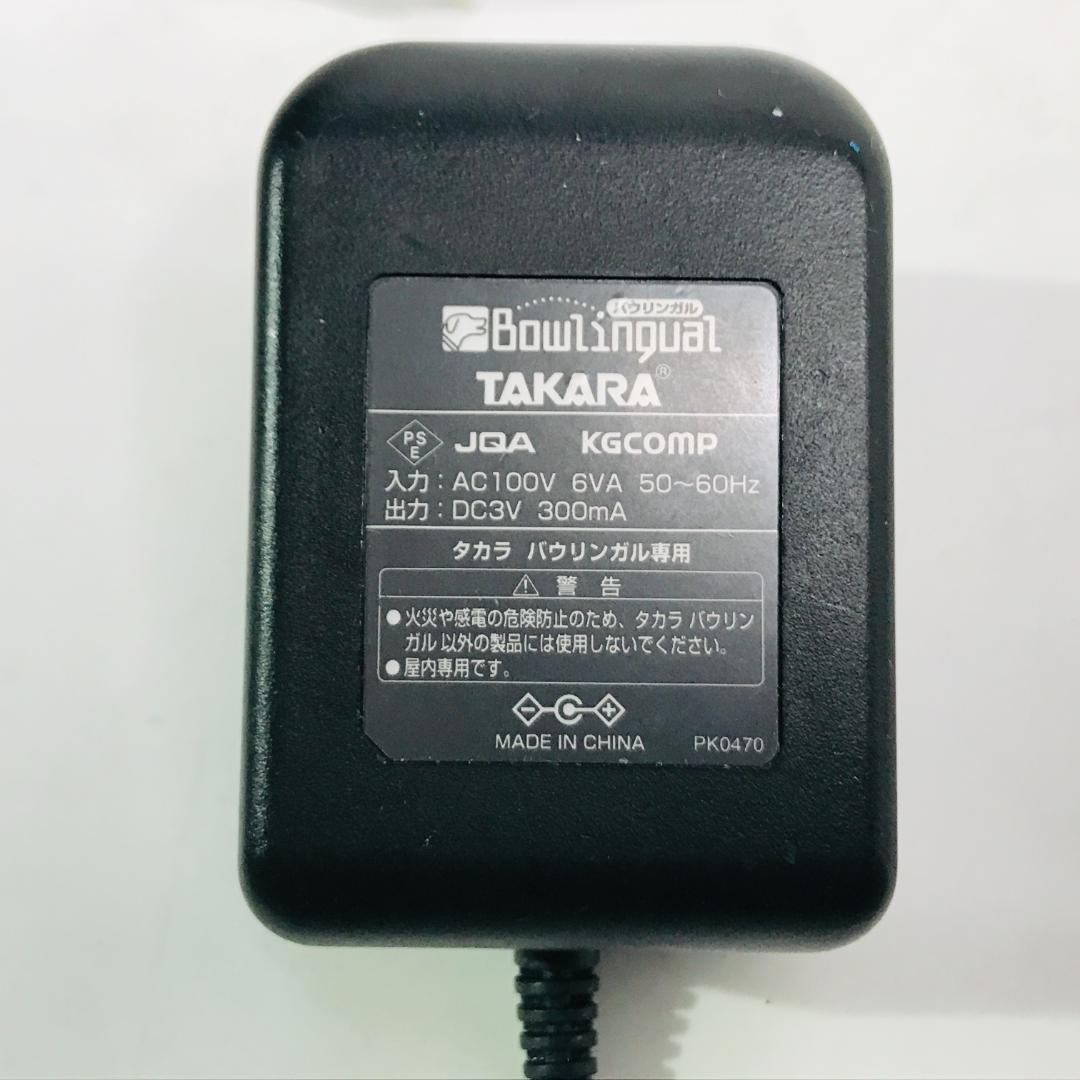 バウリンガル
Bowlingual
TAKARA®
PS
E
JQA KGCOMP
入力:AC100V 6VA 50~60Hz
出力:DC3V 300mA
タカラ バウリンガル専用
⚠ 警告
●火災や感電の危険防止のため、タカラ バウリン
ガル以外の製品には使用しないでください。
●屋内専用です。
- C +
MADE IN CHINA PK0470